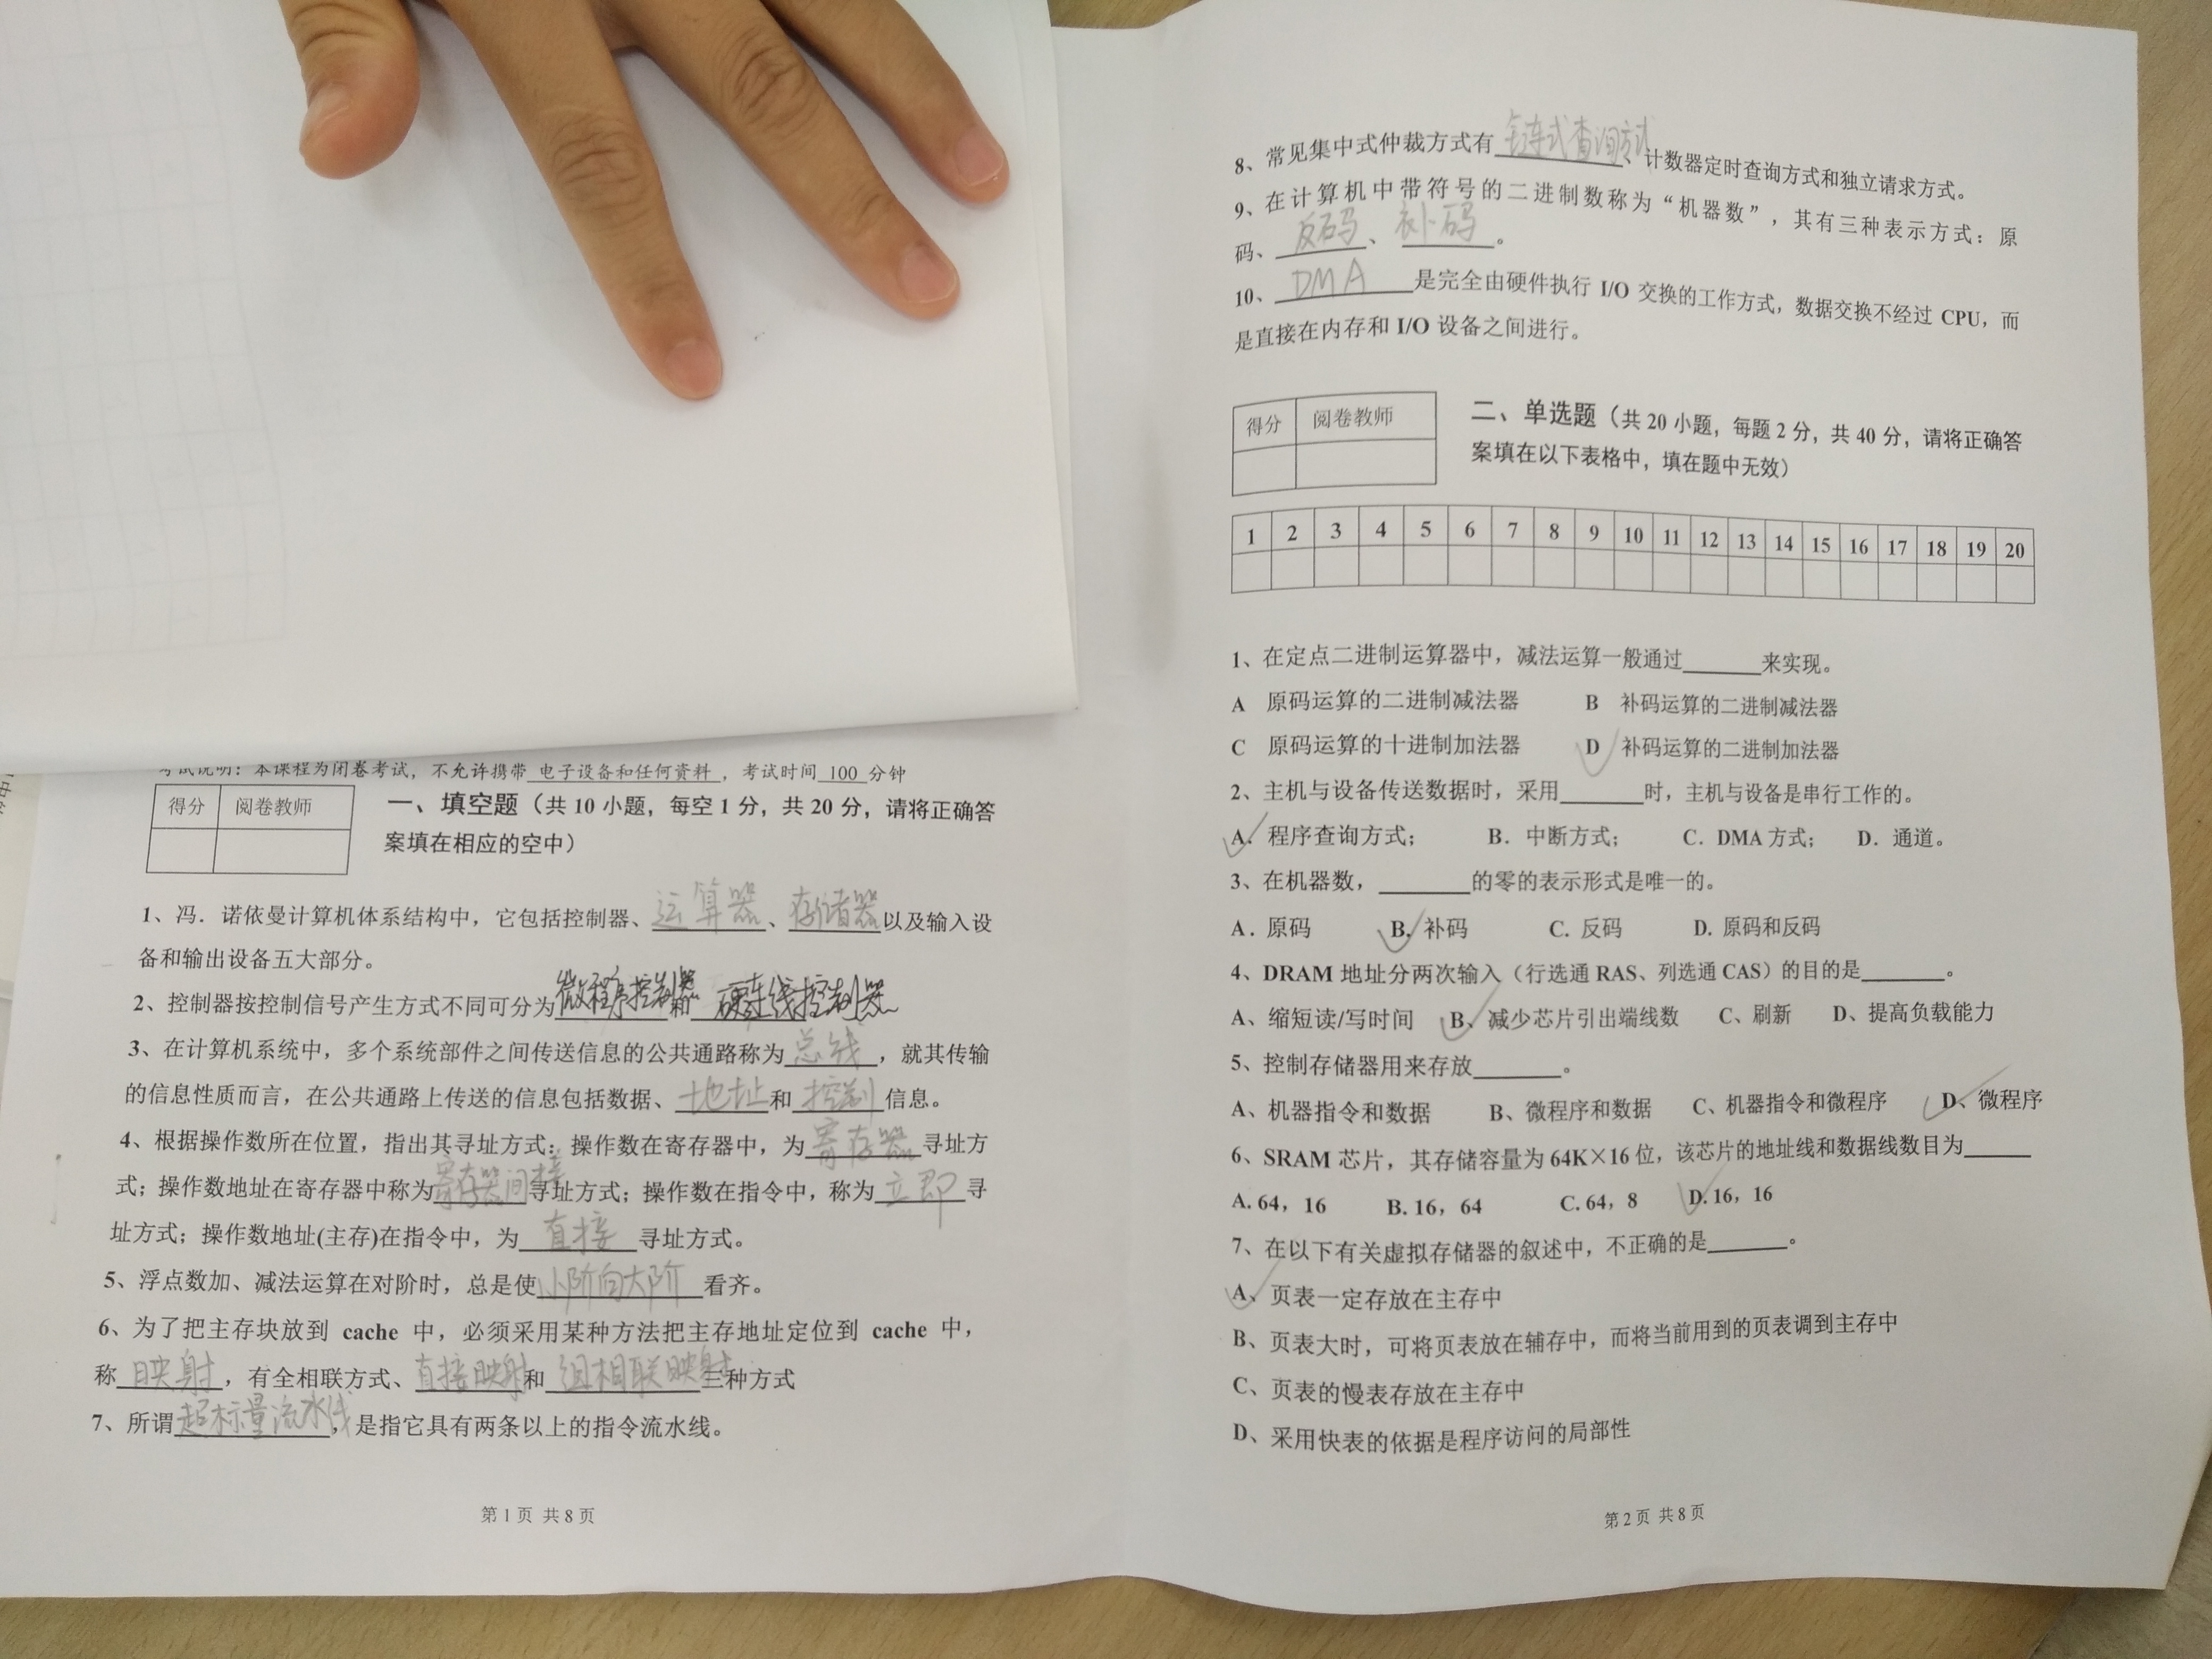 考试说明：本课程为闭卷考试，不允许携带 电子设备和任何资料 ，考试时间 100 分钟
得分 阅卷教师
一、填空题（共 10 小题，每空 1 分，共 20 分，请将正确答
案填在相应的空中）
1、冯．诺依曼计算机体系结构中，它包括控制器、运算器、存储器以及输入设
备和输出设备五大部分。
2、控制器按控制信号产生方式不同可分为微程序控制器和硬连线控制器
3、在计算机系统中，多个系统部件之间传送信息的公共通路称为总线，就其传输
的信息性质而言，在公共通路上传送的信息包括数据、地址和控制信息。
4、根据操作数所在位置，指出其寻址方式：操作数在寄存器中，为寄存器寻址方
式；操作数地址在寄存器中称为寄存器间接寻址方式；操作数在指令中，称为立即寻
址方式；操作数地址(主存)在指令中，为直接寻址方式。
5、浮点数加、减法运算在对阶时，总是使小阶向大阶看齐。
6、为了把主存块放到 cache 中，必须采用某种方法把主存地址定位到 cache 中，
称映射，有全相联方式、直接映射和组相联映射三种方式
7、所谓超标量流水线，是指它具有两条以上的指令流水线。
第 1 页 共 8 页
8、常见集中式仲裁方式有链式查询方式、计数器定时查询方式和独立请求方式。
9、在计算机中带符号的二进制数称为“机器数”，其有三种表示方式：原
码、反码、补码。
10、DMA是完全由硬件执行 I/O 交换的工作方式，数据交换不经过 CPU，而
是直接在内存和 I/O 设备之间进行。
得分 阅卷教师
二、单选题（共 20 小题，每题 2 分，共 40 分，请将正确答
案填在以下表格中，填在题中无效）
1 2 3 4 5 6 7 8 9 10 11 12 13 14 15 16 17 18 19 20
1、在定点二进制运算器中，减法运算一般通过______来实现。
A 原码运算的二进制减法器 B 补码运算的二进制减法器
C 原码运算的十进制加法器 D 补码运算的二进制加法器
2、主机与设备传送数据时，采用______时，主机与设备是串行工作的。
A．程序查询方式； B．中断方式； C．DMA 方式； D．通道。
3、在机器数，______的零的表示形式是唯一的。
A．原码 B. 补码 C. 反码 D. 原码和反码
4、DRAM 地址分两次输入（行选通 RAS、列选通 CAS）的目的是______。
A、缩短读/写时间 B、减少芯片引出端线数 C、刷新 D、提高负载能力
5、控制存储器用来存放______。
A、机器指令和数据 B、微程序和数据 C、机器指令和微程序 D、微程序
6、SRAM 芯片，其存储容量为 64K×16 位，该芯片的地址线和数据线数目为______
A. 64，16 B. 16，64 C. 64，8 D. 16，16
7、在以下有关虚拟存储器的叙述中，不正确的是______。
A、页表一定存放在主存中
B、页表大时，可将页表放在辅存中，而将当前用到的页表调到主存中
C、页表的慢表存放在主存中
D、采用快表的依据是程序访问的局部性
第 2 页 共 8 页